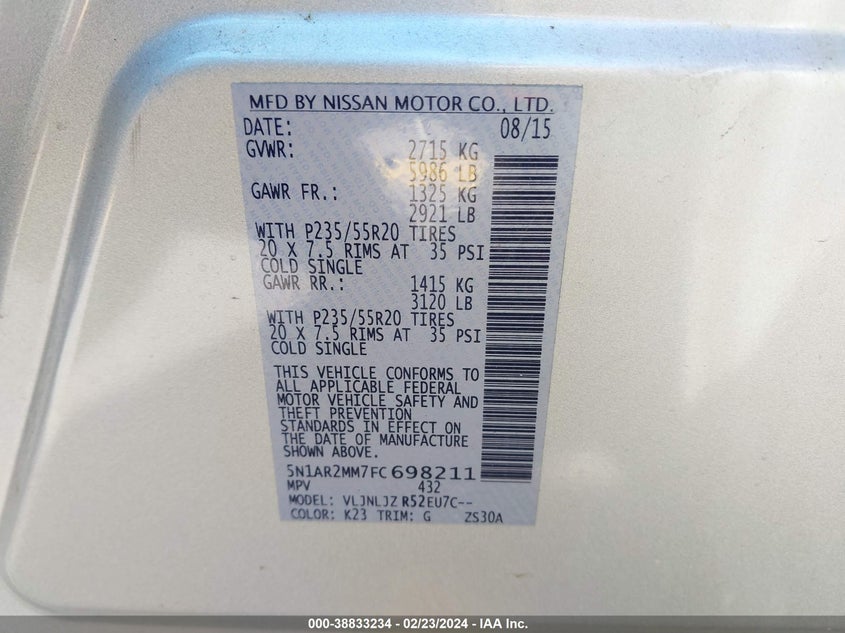 MFD BY NISSAN MOTOR CO., LTD.
DATE: 08/15
GVWR: 2715 KG
5986 LB
GAWR FR.: 1325 KG
2921 LB
WITH P235/55R20 TIRES
20 X 7.5 RIMS AT 35 PSI
COLD SINGLE
GAWR RR.: 1415 KG
3120 LB
WITH P235/55R20 TIRES
20 X 7.5 RIMS AT 35 PSI
COLD SINGLE
THIS VEHICLE CONFORMS TO
ALL APPLICABLE FEDERAL
MOTOR VEHICLE SAFETY AND
THEFT PREVENTION
STANDARDS IN EFFECT ON
THE DATE OF MANUFACTURE
SHOWN ABOVE.
5N1AR2MM7FC698211
MPV 432
MODEL: VLJNLJZ R52EU7C--
COLOR: K23 TRIM: G ZS30A
000-38833234 - 02/23/2024 - IAA Inc.